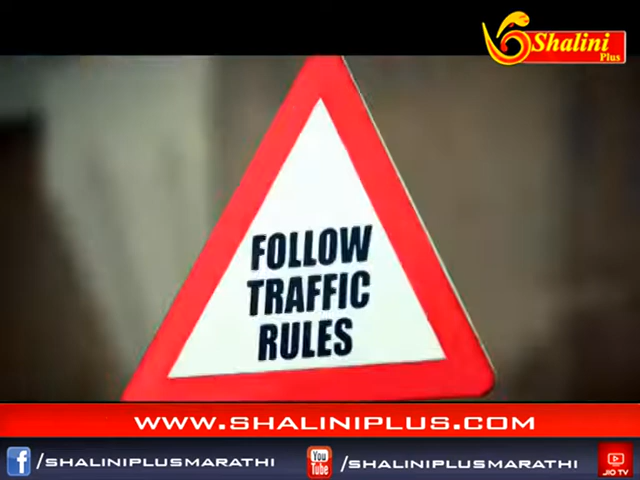 Shalini
Plus
FOLLOW
TRAFFIC
RULES
WWW.SHALINIPLUS.COM
f /SHALINIPLUSMARATHI
You Tube /SHALINIPLUSMARATHI
JIO TV